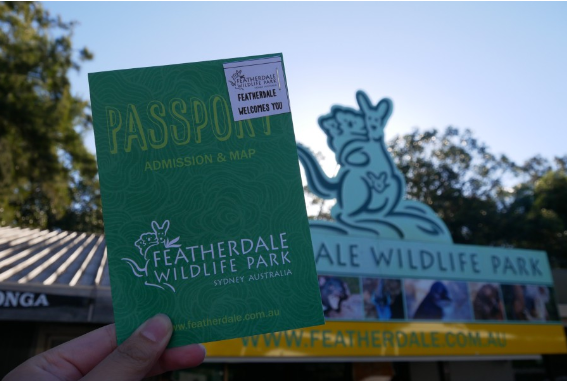 FEATHERDALE
WILDLIFE PARK
FEATHERDALE
WELCOMES YOU
PASSPORT
ADMISSION & MAP
FEATHERDALE
WILDLIFE PARK
SYDNEY AUSTRALIA
www.featherdale.com.au
DALE WILDLIFE PARK
WWW.FEATHERDALE.COM.AU
ONGA